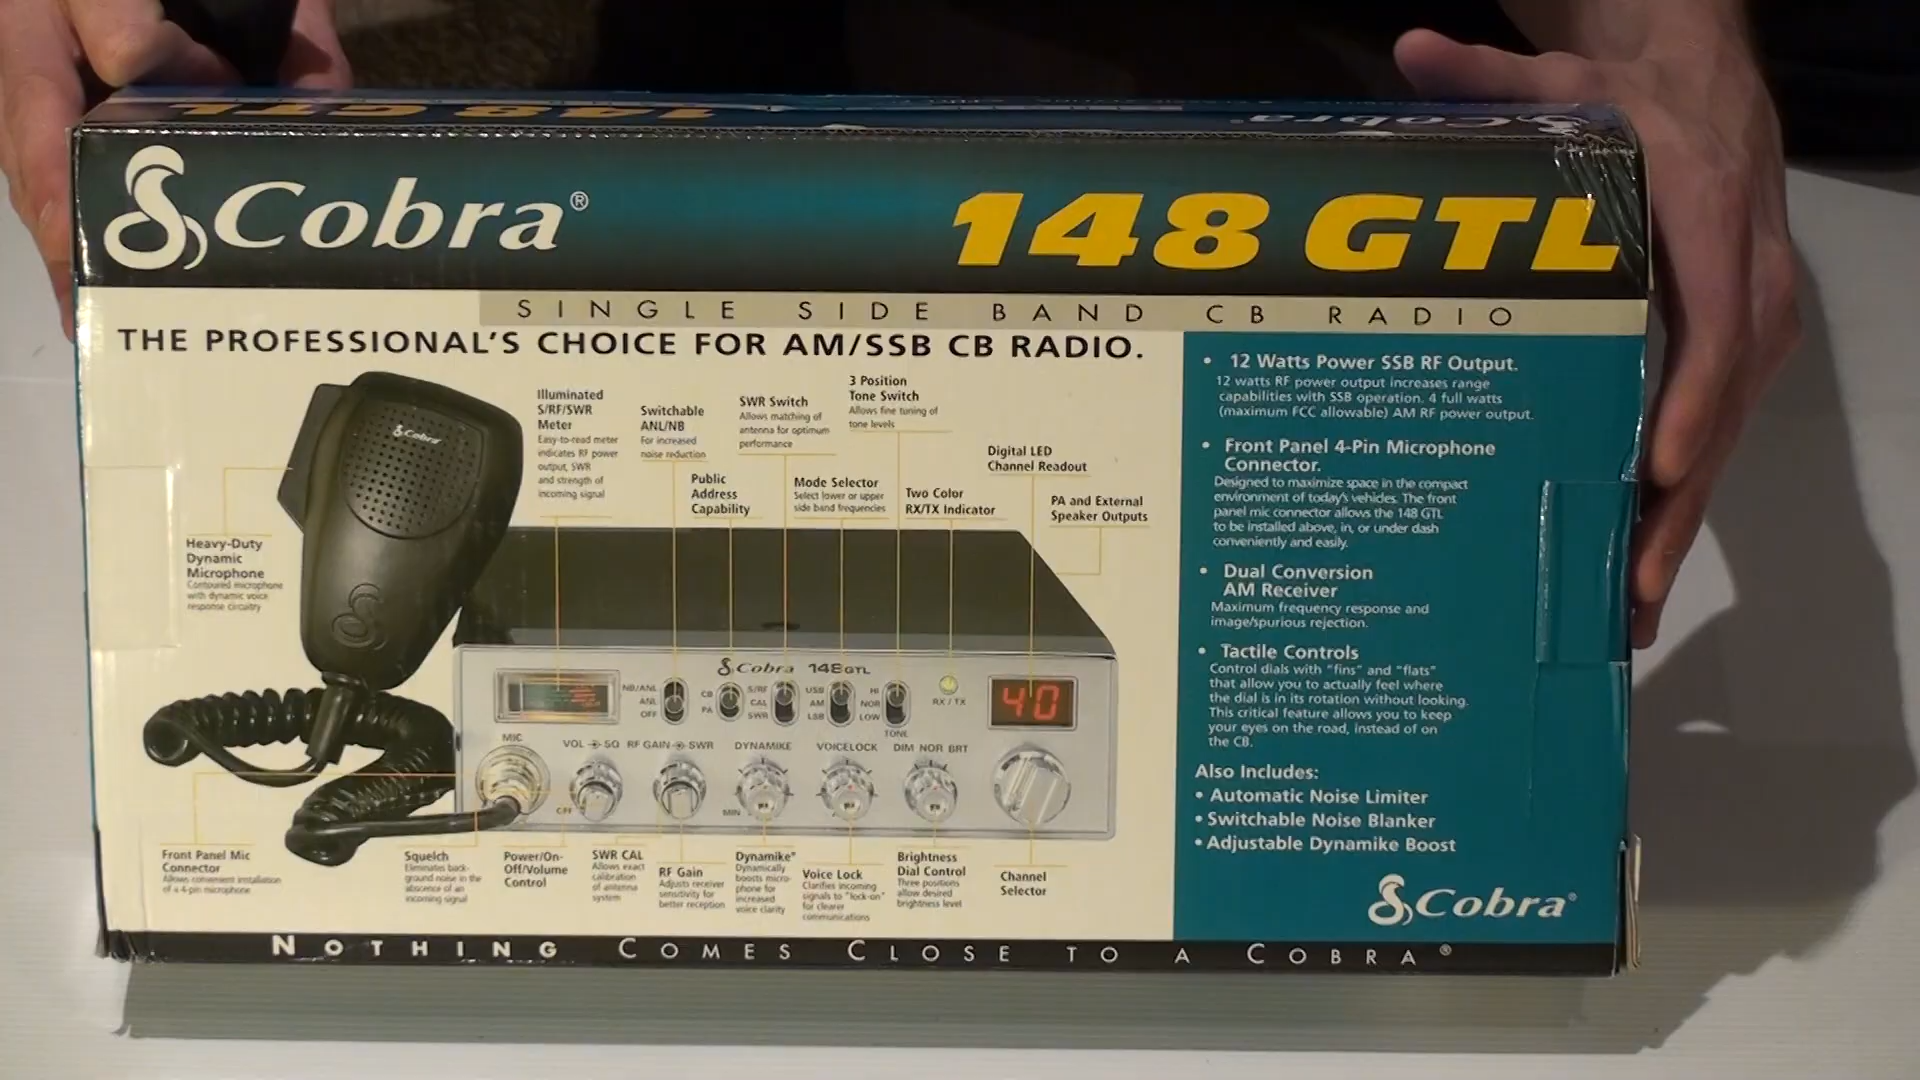 148 GTL
Cobra®
Cobra®
148 GTL
SINGLE SIDE BAND CB RADIO
THE PROFESSIONAL'S CHOICE FOR AM/SSB CB RADIO.
Illuminated
S/RF/SWR
Meter
Easy-to-read meter
indicates RF power
output, SWR
and strength of
incoming signal
Switchable
ANL/NB
For increased
noise reduction
Public
Address
Capability
SWR Switch
Allows matching of
antenna for optimum
performance
Mode Selector
Select lower or upper
side band frequencies
3 Position
Tone Switch
Allows fine tuning of
tone levels
Two Color
RX/TX Indicator
Digital LED
Channel Readout
PA and External
Speaker Outputs
Cobra
Heavy-Duty
Dynamic
Microphone
Contoured microphone
with dynamic voice
response circuitry
Cobra 148GTL
NB/ANL
ANL
OFF
CB
PA
S/RF
CAL
SWR
USB
AM
LSB
HI
NOR
LOW
TONE
RX / TX
40
MIC
VOL SQ
RF GAIN SWR
DYNAMIKE
VOICELOCK
DIM NOR BRT
OFF
MIN
Front Panel Mic
Connector
Allows convenient installation
of a 4-pin microphone
Squelch
Eliminates back-
ground noise in the
absence of an
incoming signal
Power/On-
Off/Volume
Control
SWR CAL
Allows exact
calibration
of antenna
system
RF Gain
Adjusts receiver
sensitivity for
better reception
Dynamike®
Dynamically
boosts micro-
phone for
increased
voice clarity
Voice Lock
Clarifies incoming
signals to "lock-on"
for clearer
communications
Brightness
Dial Control
Three positions
allow desired
brightness level
Channel
Selector
• 12 Watts Power SSB RF Output.
12 watts RF power output increases range
capabilities with SSB operation. 4 full watts
(maximum FCC allowable) AM RF power output.
• Front Panel 4-Pin Microphone
Connector.
Designed to maximize space in the compact
environment of today's vehicles. The front
panel mic connector allows the 148 GTL
to be installed above, in, or under dash
conveniently and easily.
• Dual Conversion
AM Receiver
Maximum frequency response and
image/spurious rejection.
• Tactile Controls
Control dials with "fins" and "flats"
that allow you to actually feel where
the dial is in its rotation without looking.
This critical feature allows you to keep
your eyes on the road, instead of on
the CB.
Also Includes:
• Automatic Noise Limiter
• Switchable Noise Blanker
• Adjustable Dynamike Boost
Cobra®
NOTHING COMES CLOSE TO A COBRA®